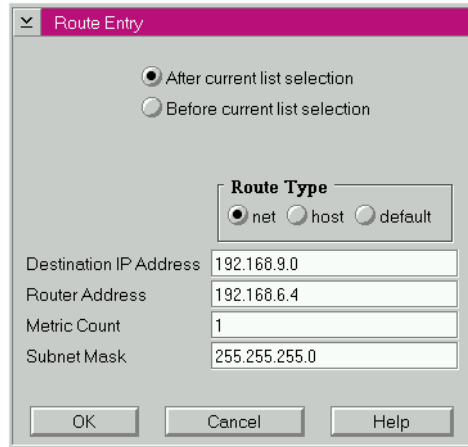 Route Entry
After current list selection
Before current list selection
Route Type
net host default
Destination IP Address 192.168.9.0
Router Address 192.168.6.4
Metric Count 1
Subnet Mask 255.255.255.0
OK Cancel Help